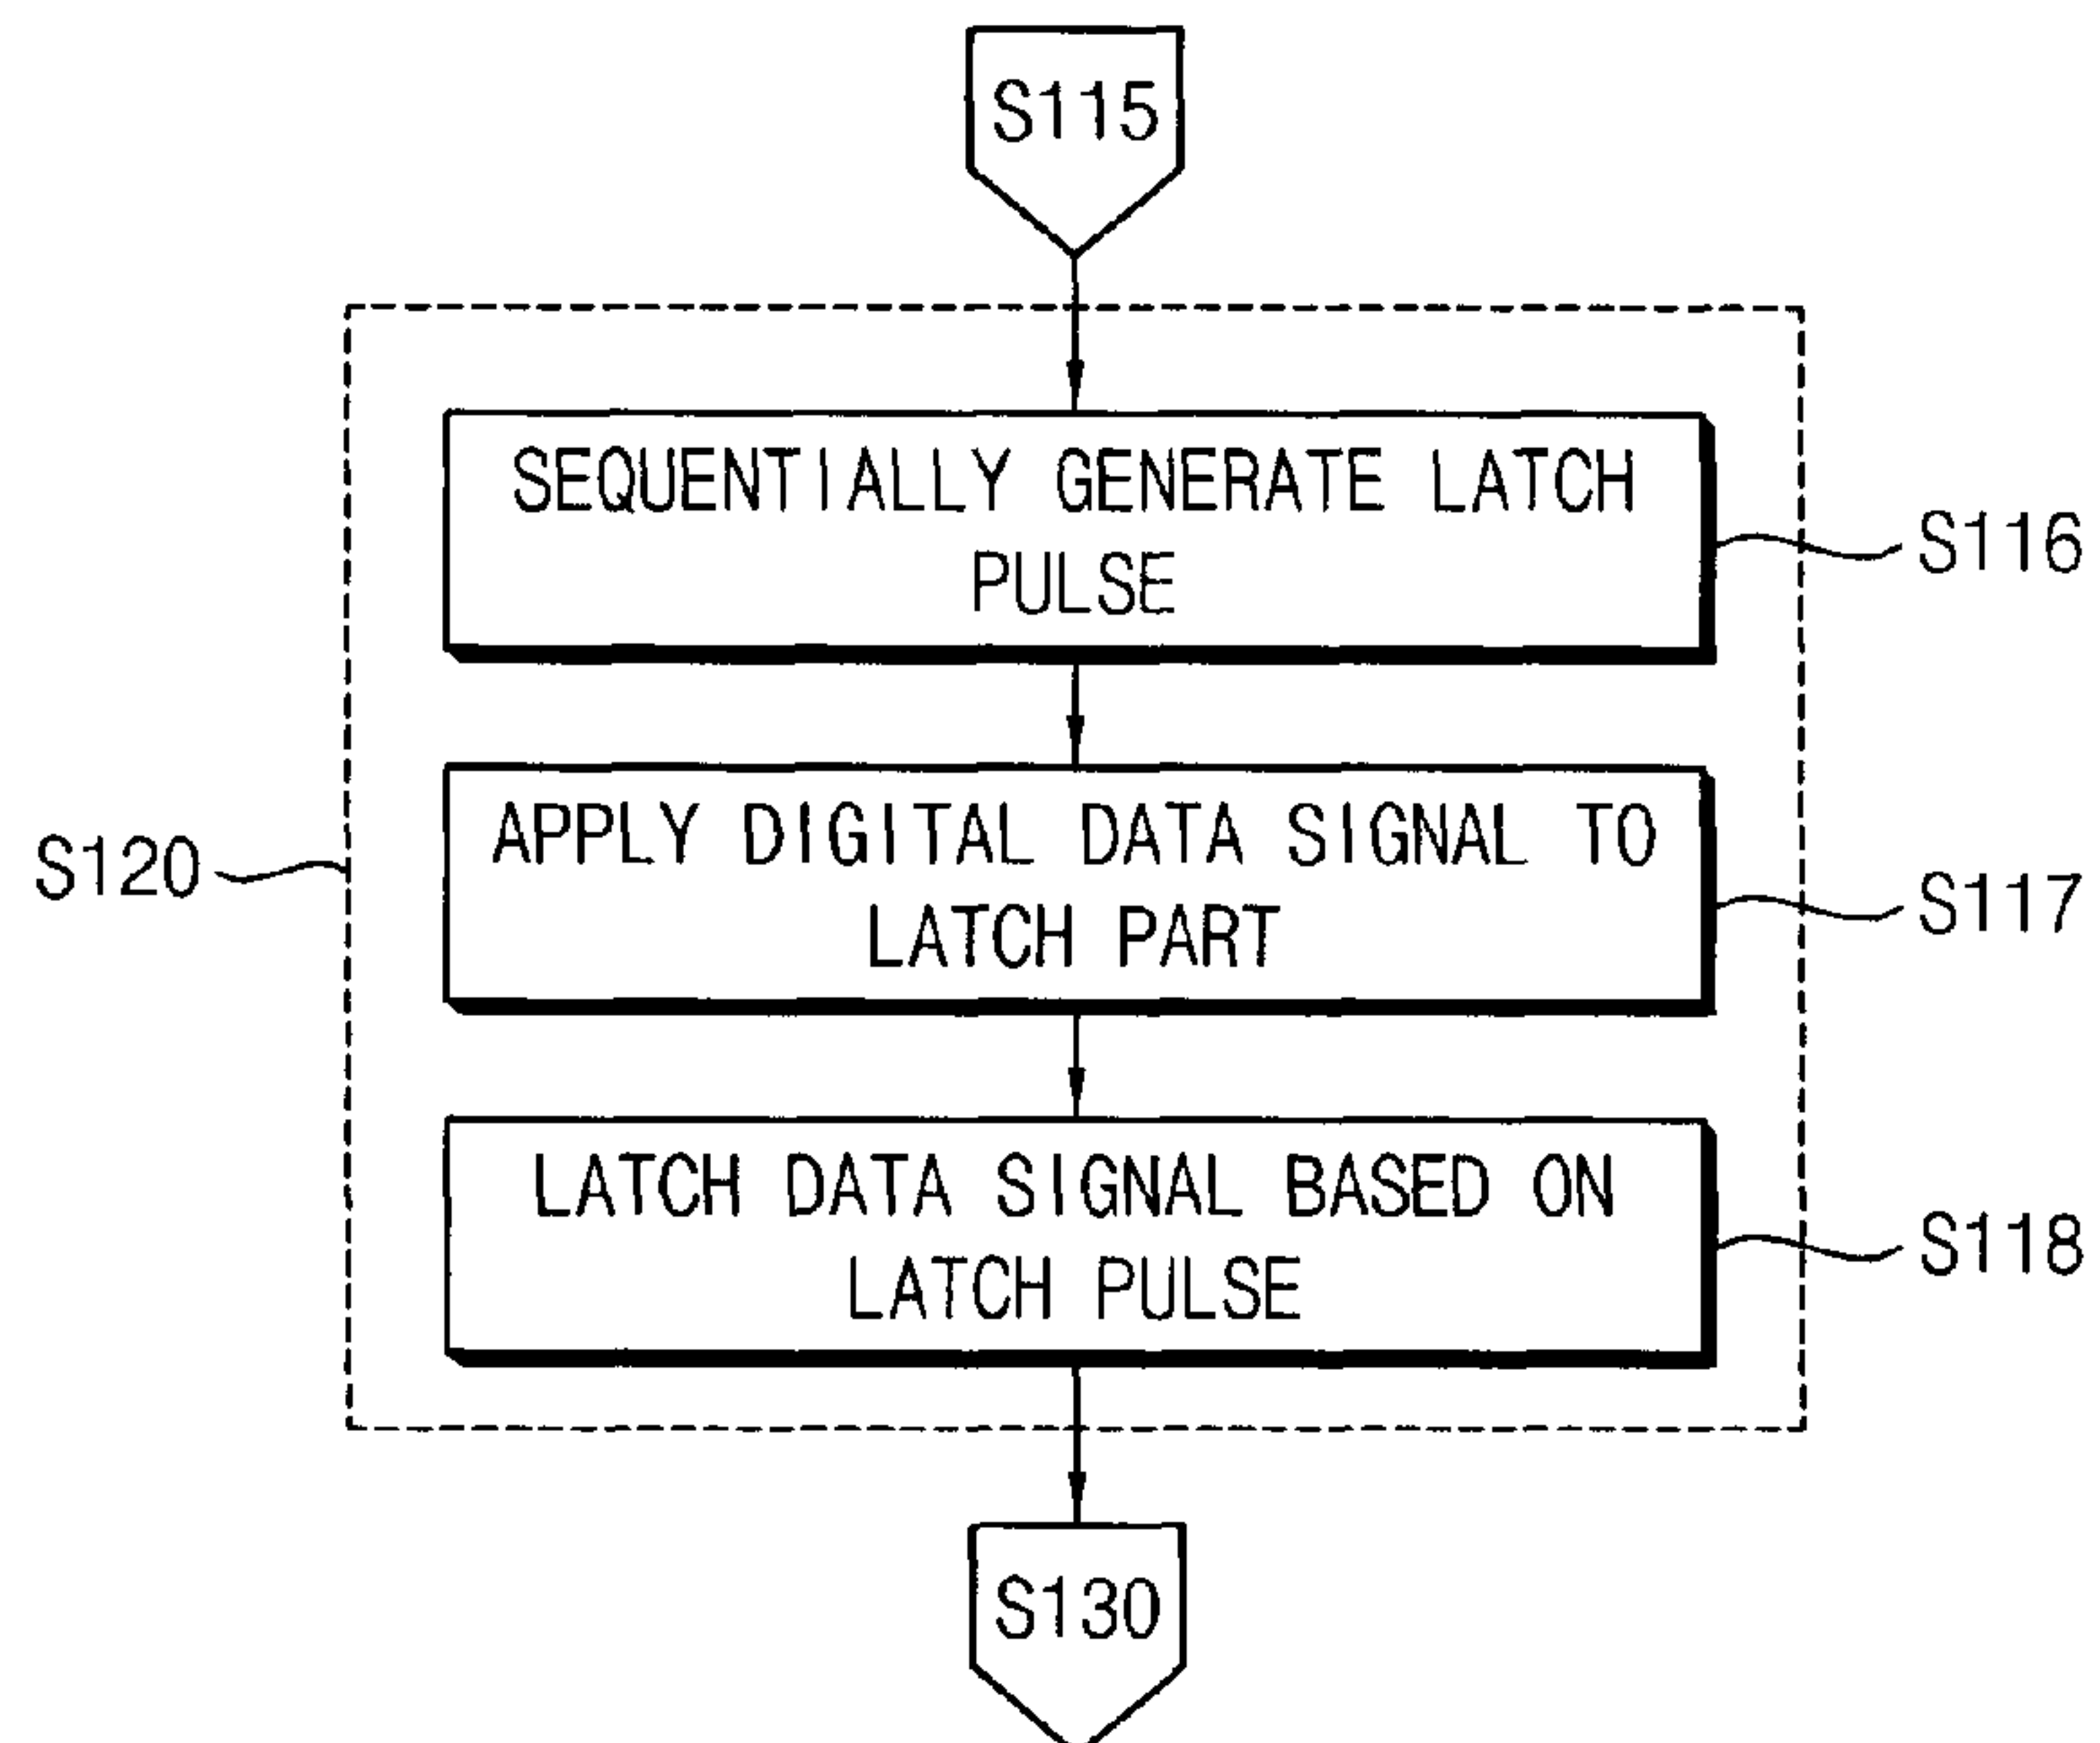 S115
SEQUENTIALLY GENERATE LATCH
PULSE
S116
APPLY DIGITAL DATA SIGNAL TO
LATCH PART
S117
S120
LATCH DATA SIGNAL BASED ON
LATCH PULSE
S118
S130